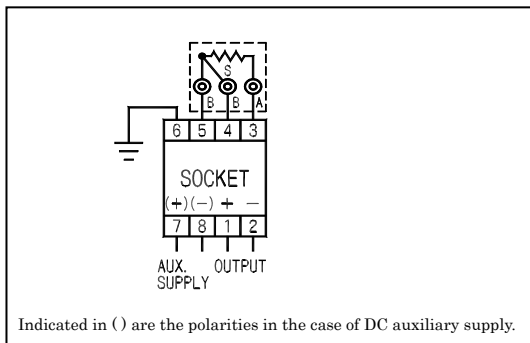 S
B B A
6 5 4 3
SOCKET
(+) (−) + −
7 8 1 2
AUX. OUTPUT
SUPPLY
Indicated in ( ) are the polarities in the case of DC auxiliary supply.